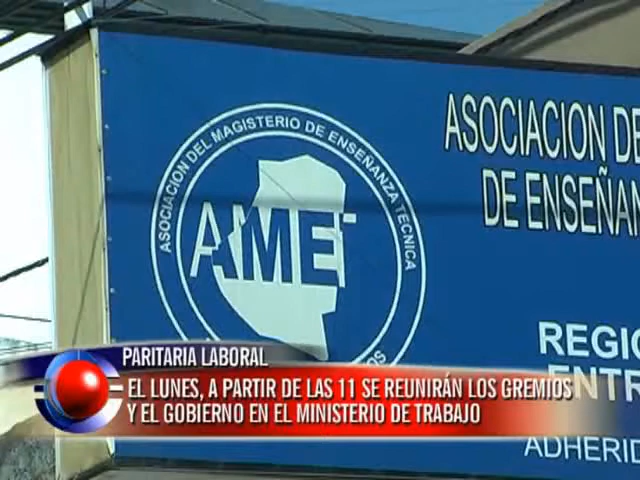 ASOCIACION DE
DE ENSEÑAN
ASOCIACIÓN DEL MAGISTERIO DE ENSEÑANZA TECNICA
AMET
REGIO
ENTR
ADHERID
PARITARIA LABORAL
EL LUNES, A PARTIR DE LAS 11 SE REUNIRÁN LOS GREMIOS
Y EL GOBIERNO EN EL MINISTERIO DE TRABAJO